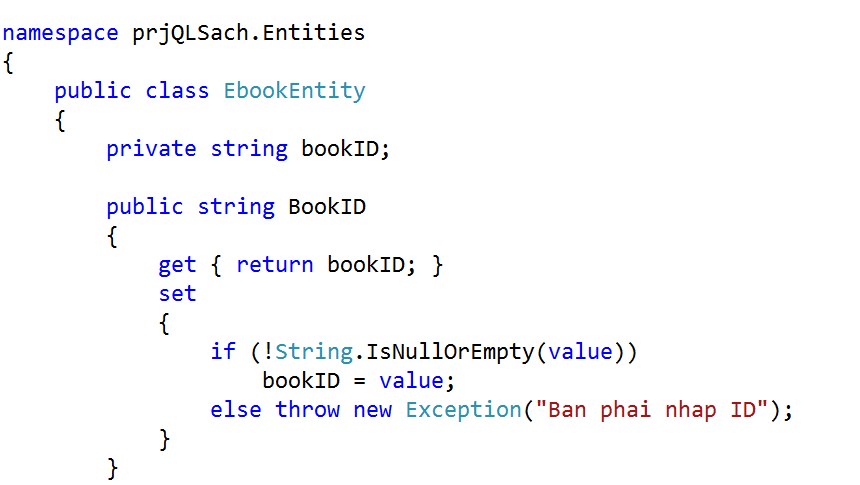 namespace prjQLSach.Entities
{
public class EbookEntity
{
private string bookID;
public string BookID
{
get { return bookID; }
set
{
if (!String.IsNullOrEmpty(value))
bookID = value;
else throw new Exception("Ban phai nhap ID");
}
}